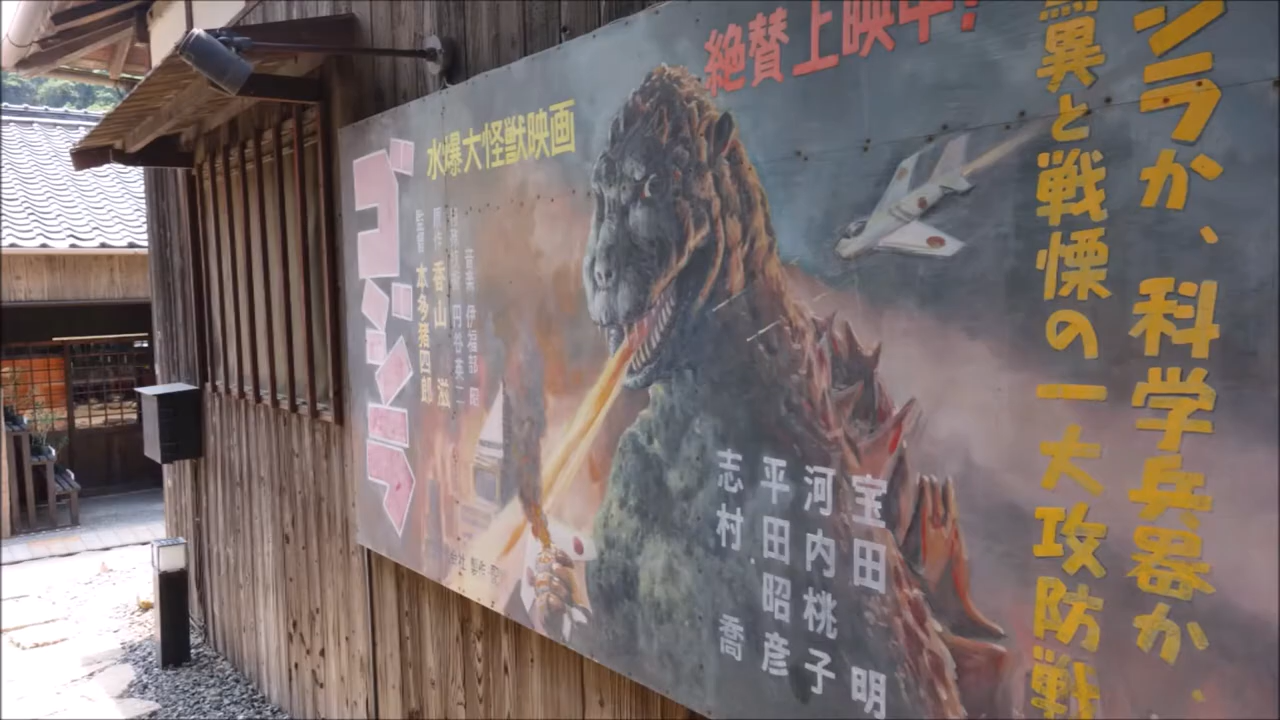 絶賛上映中!
ジラか、科学兵器か、
驚異と戦慄の一大攻防戦
水爆大怪獣映画
ゴジラ
原作 香山 滋
監督 本多猪四郎
宝田 明
河内桃子
平田昭彦
志村 喬